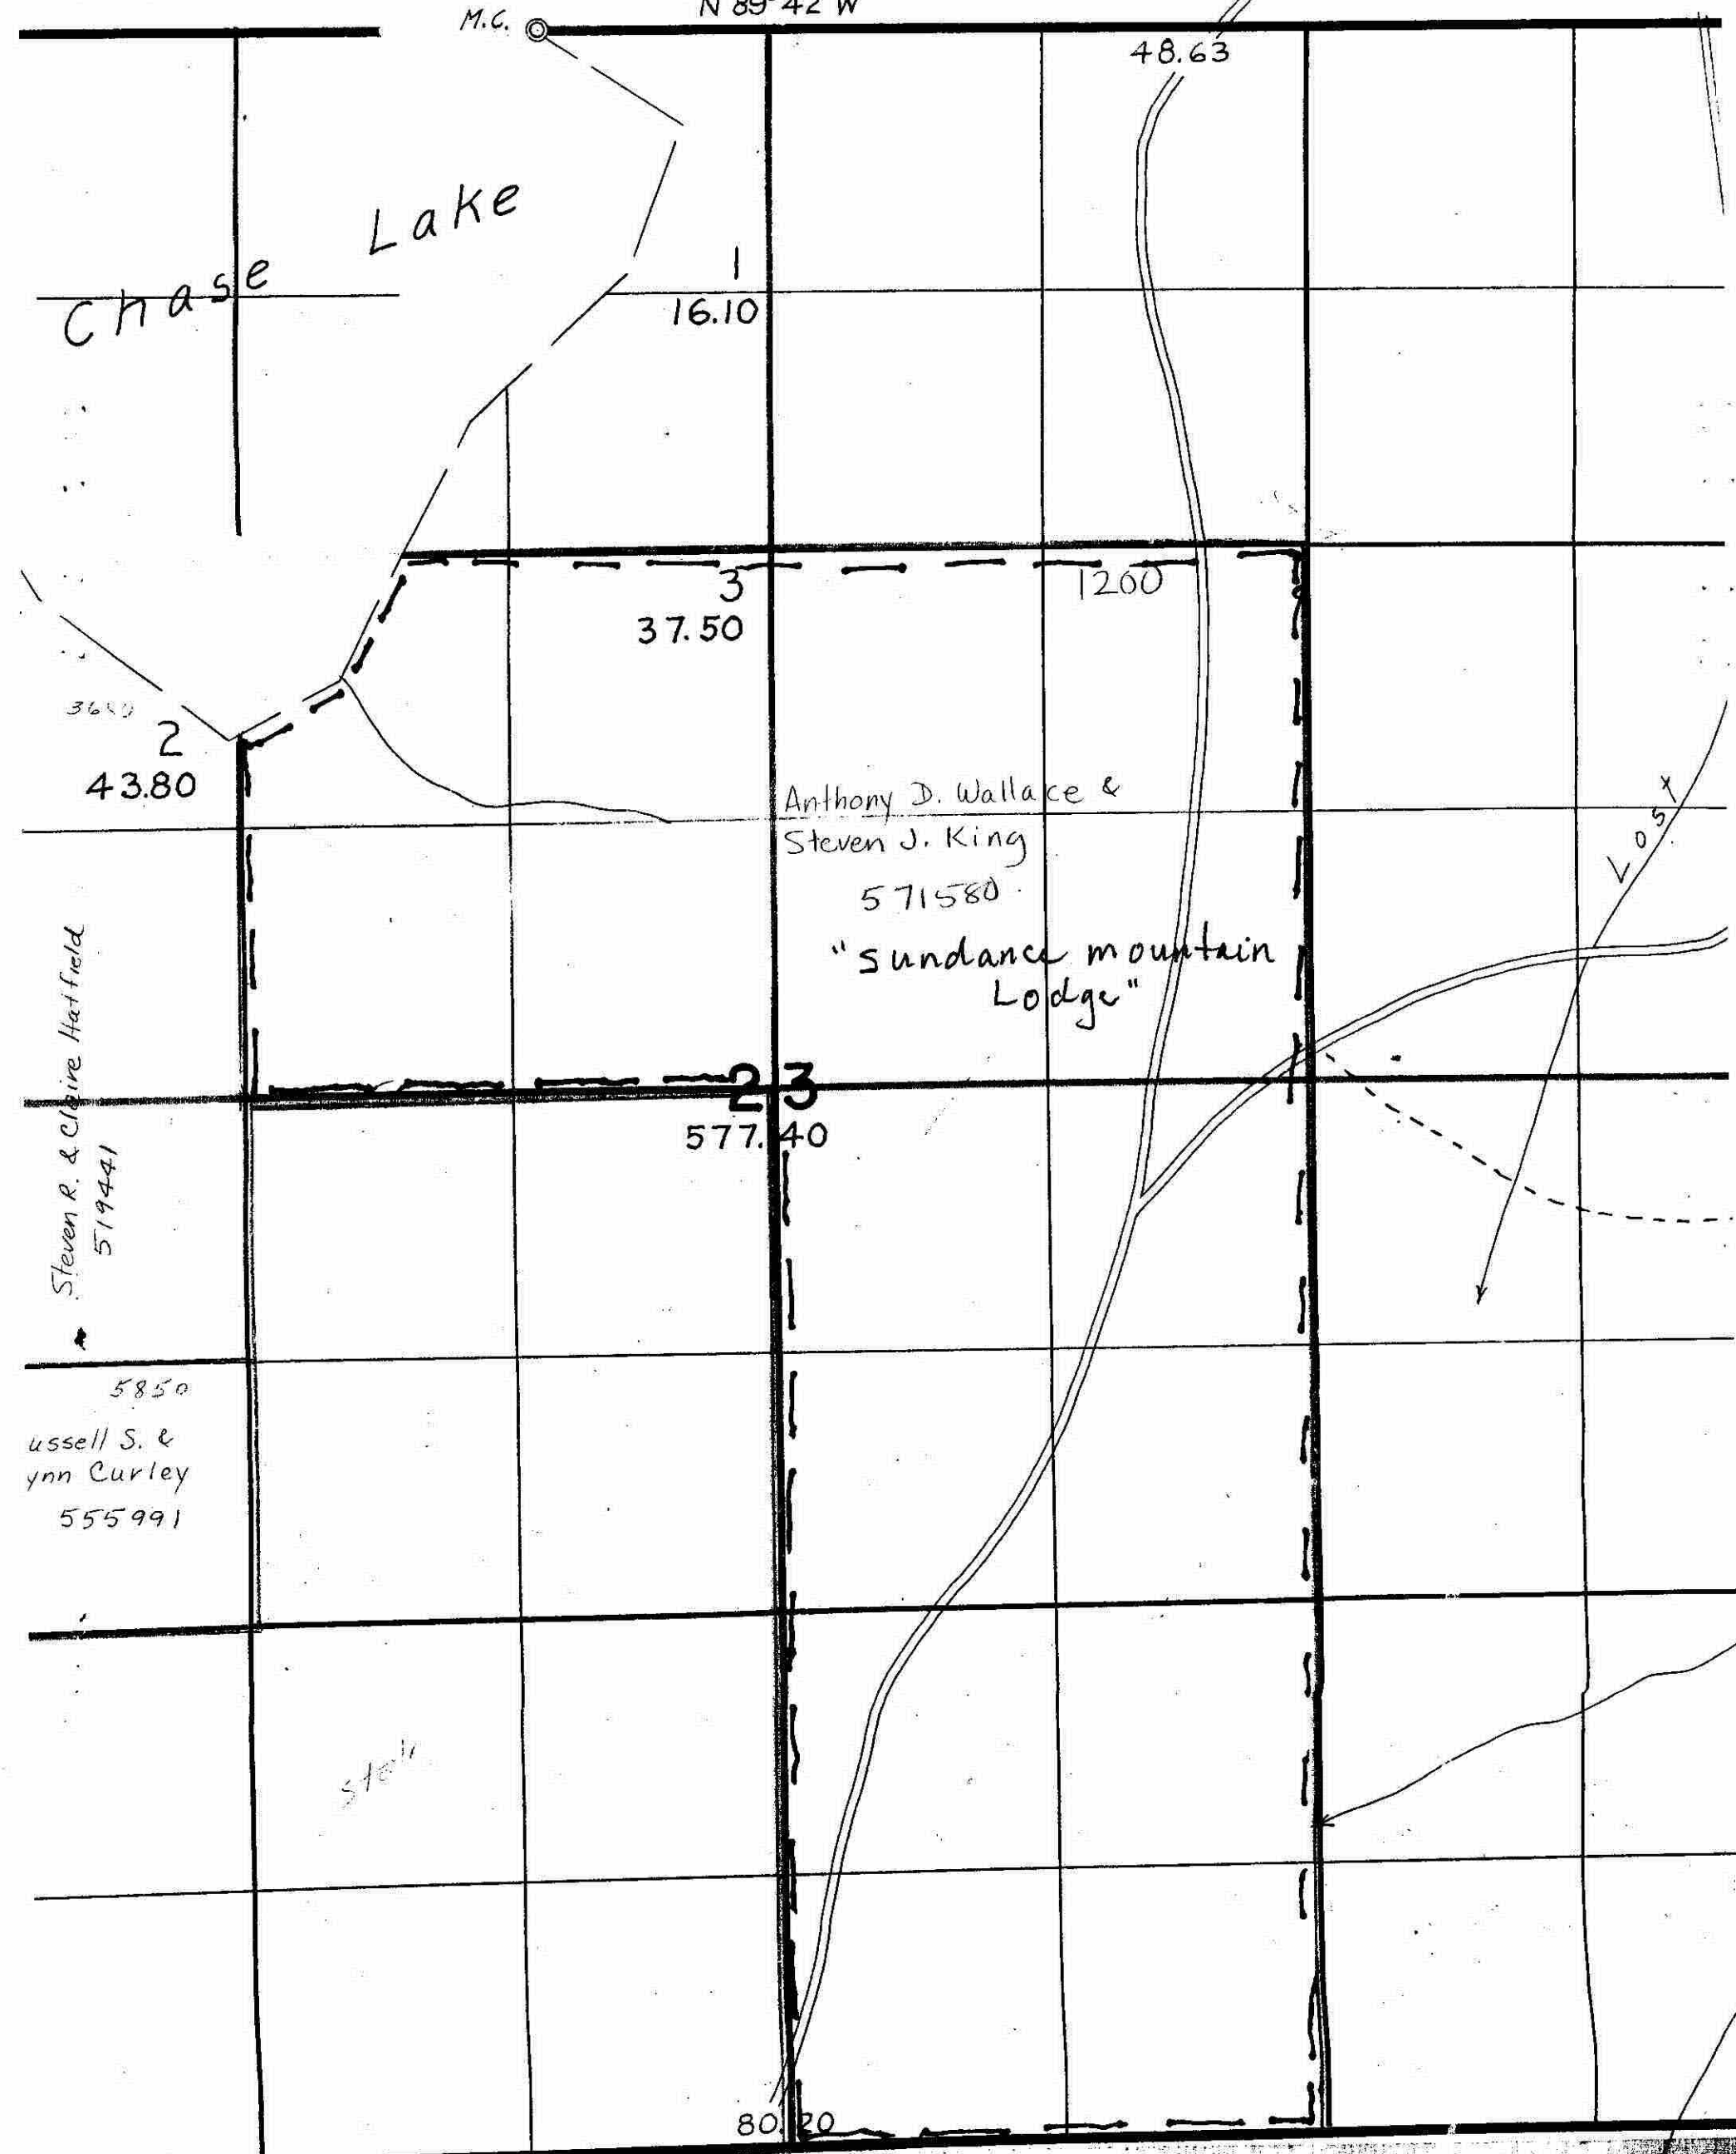 N 89°42' W
M.C.
48.63
Chase Lake
1
16.10
3
37.50
1200
2
43.80
Anthony D. Wallace &
Steven J. King
571580
"Sundance mountain
Lodge"
Lost
Steven R. & Claire Hatfield
519441
23
577.40
5850
ussell S. &
ynn Curley
555991
80.20